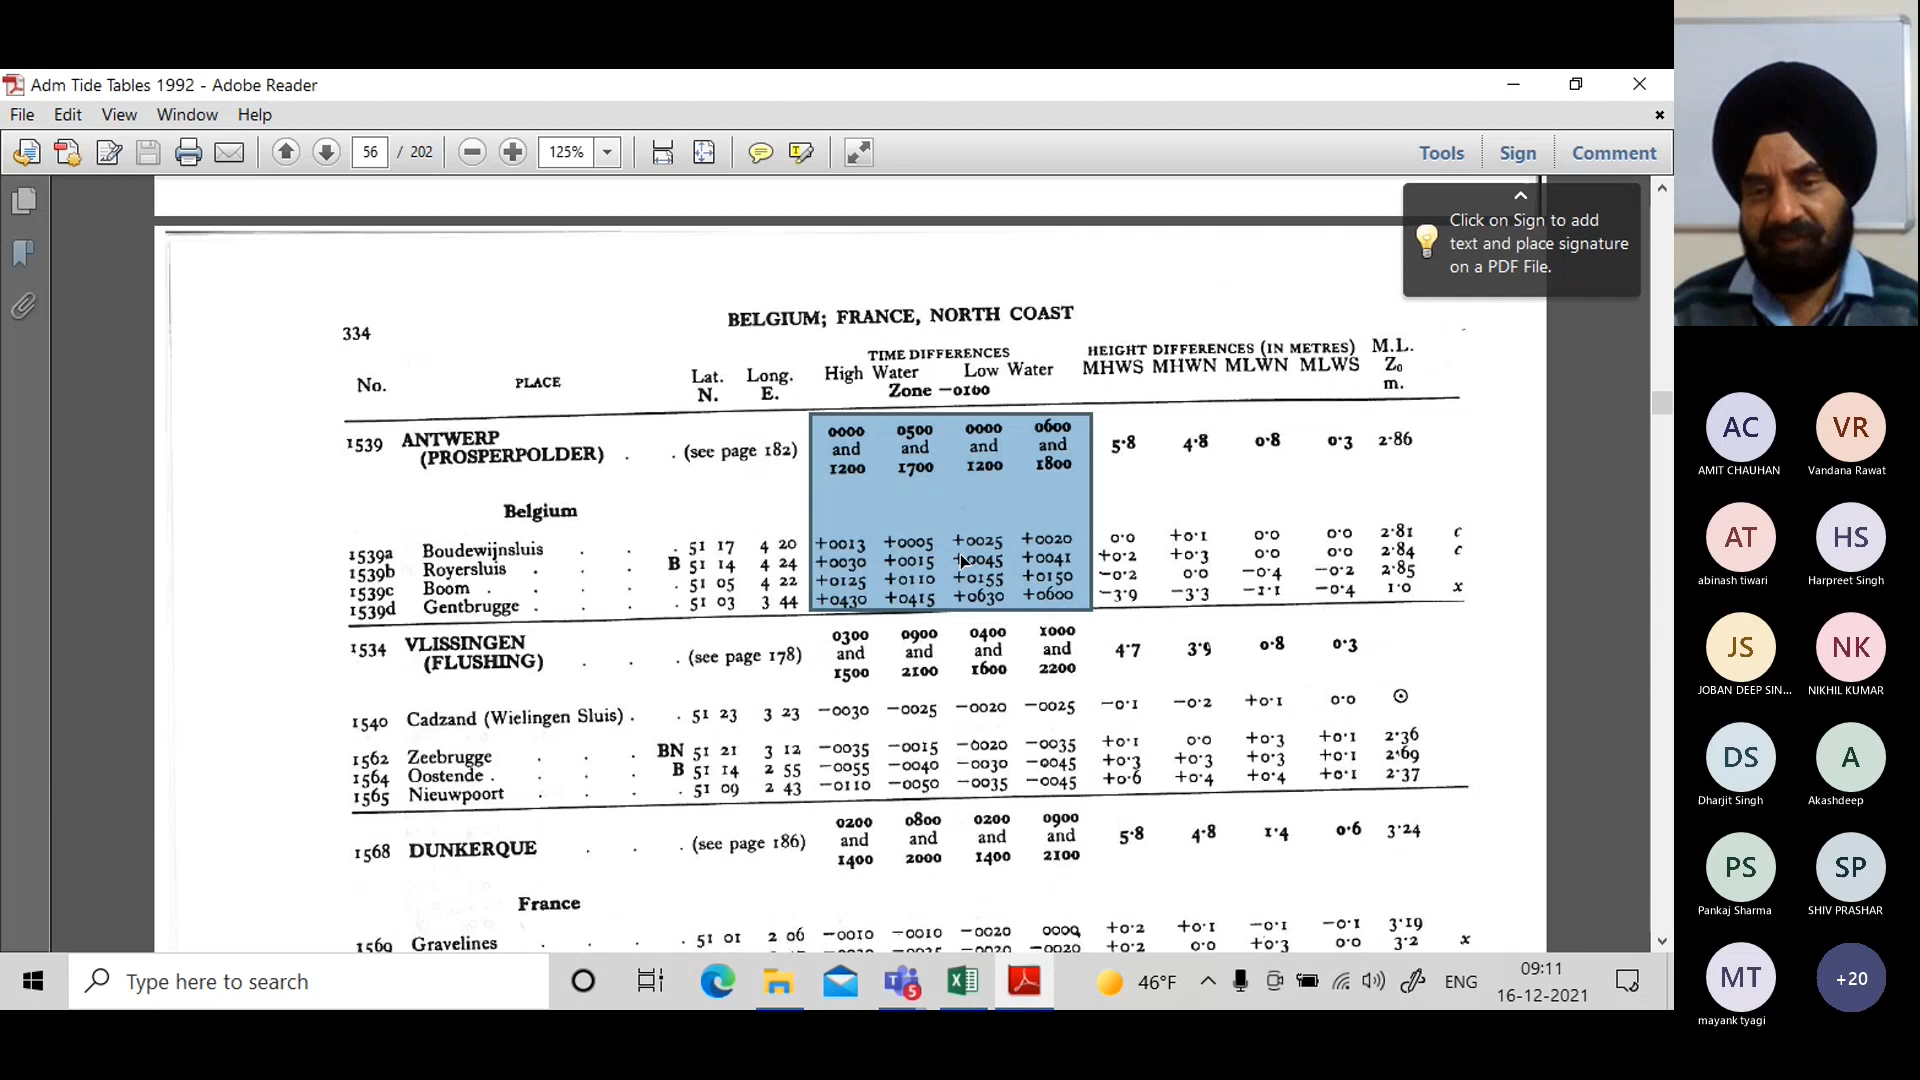 Adm Tide Tables 1992 - Adobe Reader
File Edit View Window Help
56 / 202 125% Tools Sign Comment
Click on Sign to add
text and place signature
on a PDF File.
334 BELGIUM; FRANCE, NORTH COAST
TIME DIFFERENCES HEIGHT DIFFERENCES (IN METRES) M.L.
No. PLACE Lat. Long. High Water Low Water MHWS MHWN MLWN MLWS Z₀
N. E. Zone −0100 m.
1539 ANTWERP 0000 0500 0000 0600
(PROSPERPOLDER) . . (see page 182) and and and and 5·8 4·8 0·8 0·3 2·86
1200 1700 1200 1800
Belgium
1539a Boudewijnsluis . . . 51 17 4 20 +0013 +0005 +0025 +0020 0·0 +0·1 0·0 0·0 2·81 c
1539b Royersluis . . B 51 14 4 24 +0030 +0015 +0045 +0041 +0·2 +0·3 0·0 0·0 2·84 c
1539c Boom . . . . 51 05 4 22 +0125 +0110 +0155 +0150 −0·2 0·0 −0·4 −0·2 2·85
1539d Gentbrugge . . . 51 03 3 44 +0430 +0415 +0630 +0600 −3·9 −3·3 −1·1 −0·4 1·0 x
1534 VLISSINGEN 0300 0900 0400 1000
(FLUSHING) . . . (see page 178) and and and and 4·7 3·9 0·8 0·3
1500 2100 1600 2200
1540 Cadzand (Wielingen Sluis) . . 51 23 3 23 −0030 −0025 −0020 −0025 −0·1 −0·2 +0·1 0·0 ⊙
1562 Zeebrugge . . BN 51 21 3 12 −0035 −0015 −0020 −0035 +0·1 0·0 +0·3 +0·1 2·36
1564 Oostende . . . B 51 14 2 55 −0055 −0040 −0030 −0045 +0·3 +0·3 +0·3 +0·1 2·69
1565 Nieuwpoort . . . 51 09 2 43 −0110 −0050 −0035 −0045 +0·6 +0·4 +0·4 +0·1 2·37
0200 0800 0200 0900
1568 DUNKERQUE . . . (see page 186) and and and and 5·8 4·8 1·4 0·6 3·24
1400 2000 1400 2100
France
1569 Gravelines . . . 51 01 2 06 −0010 −0010 −0020 0000 +0·2 +0·1 −0·1 −0·1 3·19
−0020 +0·2 0·0 +0·3 0·0 3·2 x
Type here to search
5
46°F
ENG
09:11
16-12-2021
AC VR
AMIT CHAUHAN Vandana Rawat
AT HS
abinash tiwari Harpreet Singh
JS NK
JOBAN DEEP SIN... NIKHIL KUMAR
DS A
Dharjit Singh Akashdeep
PS SP
Pankaj Sharma SHIV PRASHAR
MT +20
mayank tyagi